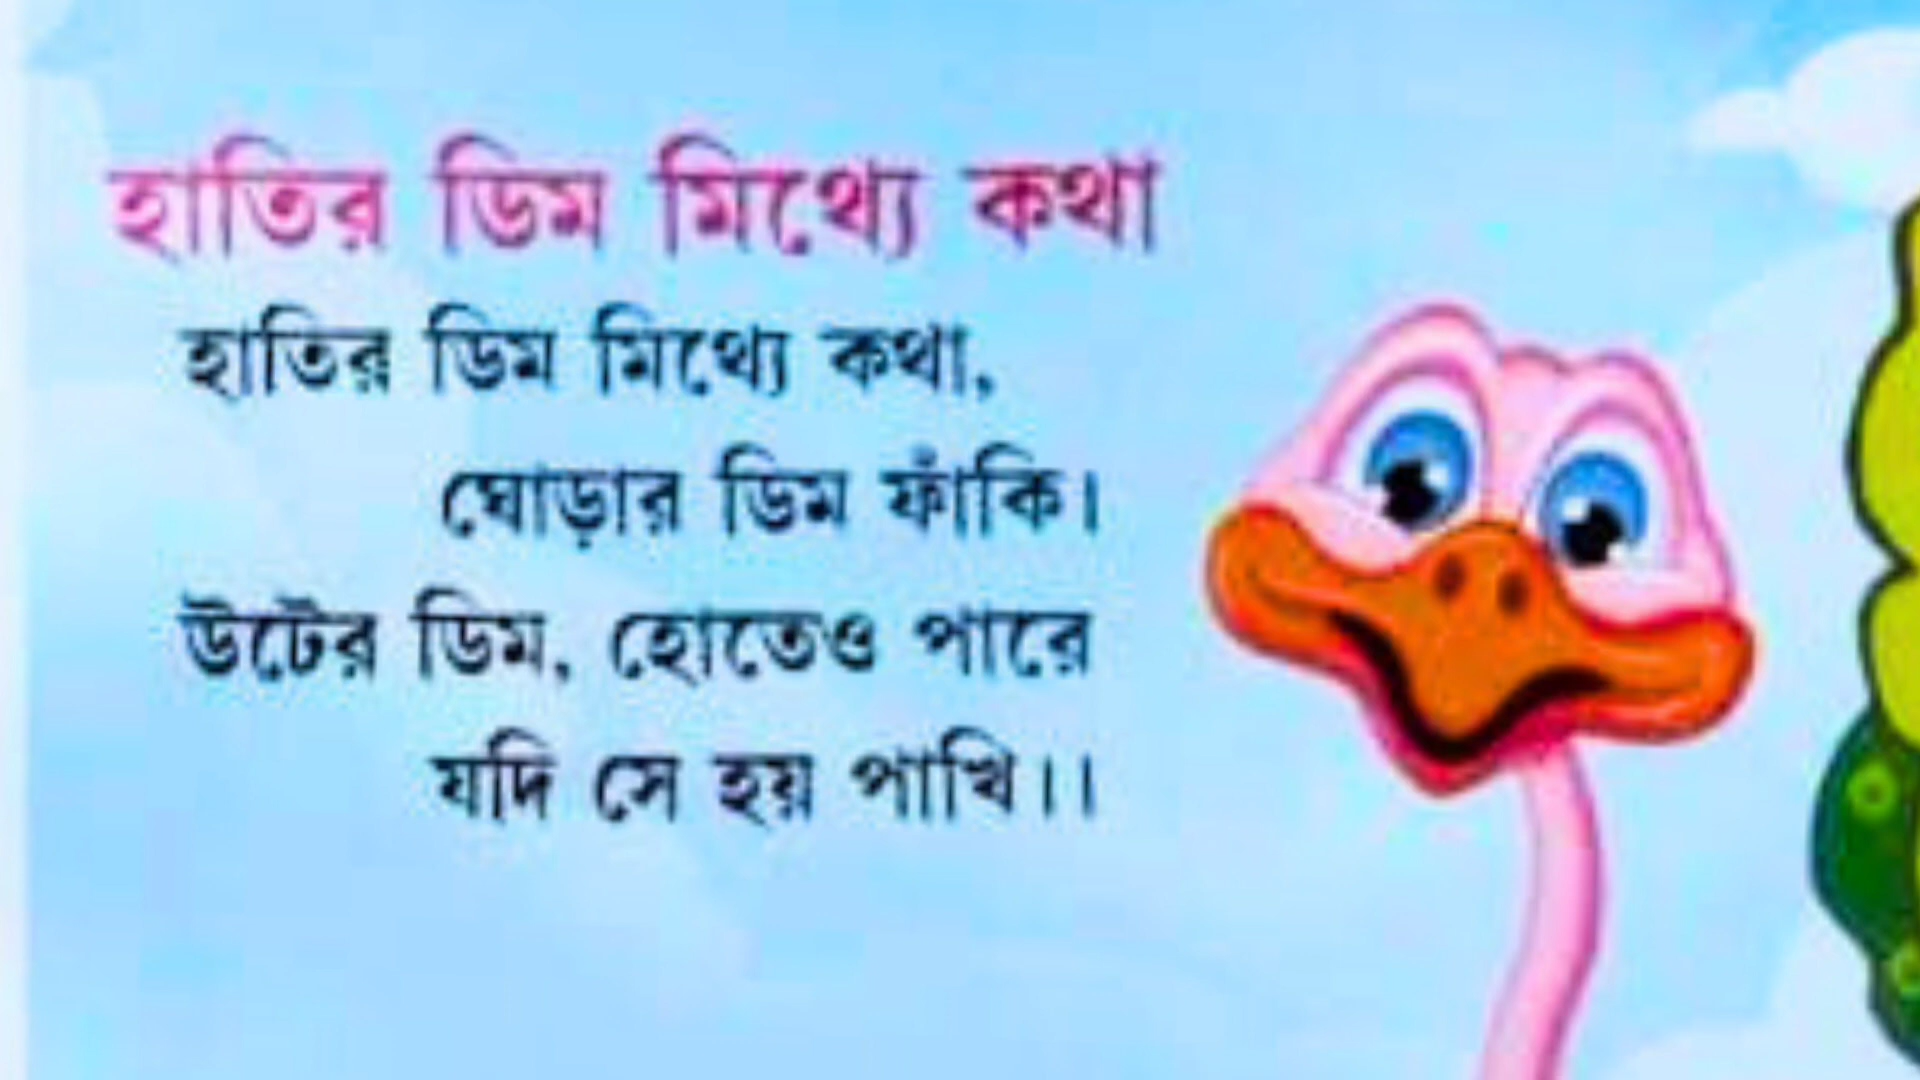 হাতির ডিম মিথ্যে কথা
হাতির ডিম মিথ্যে কথা,
ঘোড়ার ডিম ফাঁকি।
উটের ডিম, হোতেও পারে
যদি সে হয় পাখি।।